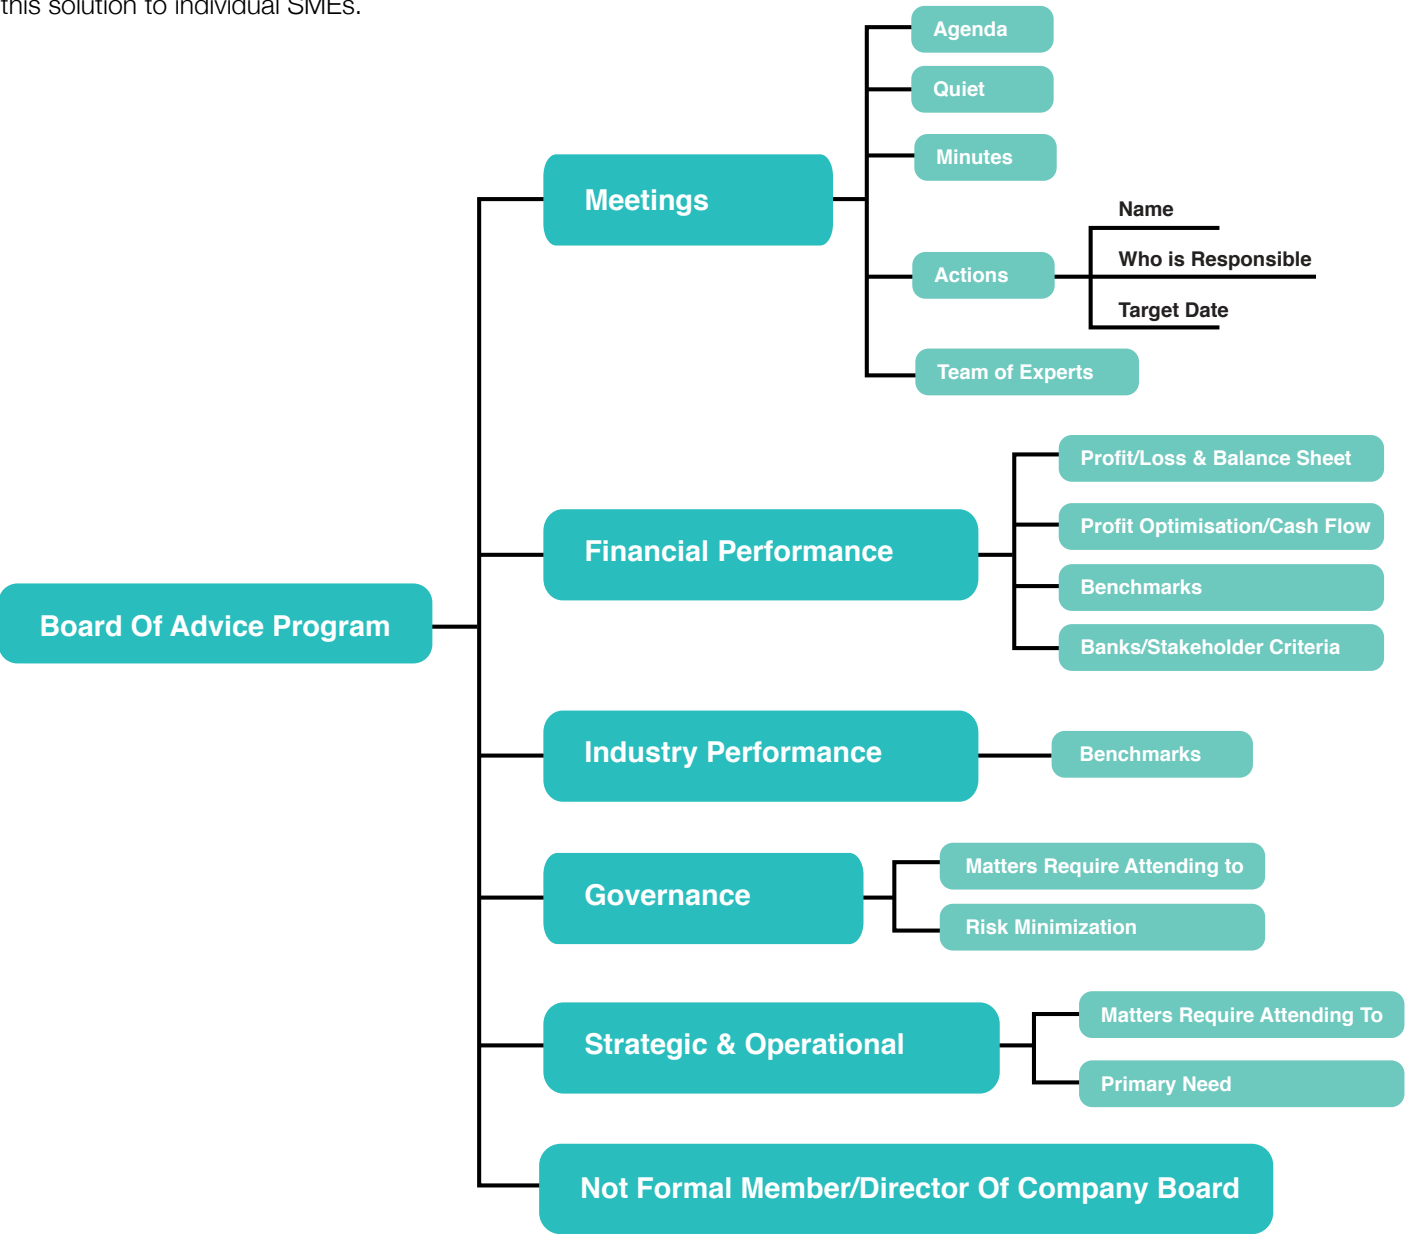 this solution to individual SMEs.
Agenda
Quiet
Minutes
Meetings
Name
Who is Responsible
Actions
Target Date
Team of Experts
Profit/Loss & Balance Sheet
Profit Optimisation/Cash Flow
Financial Performance
Benchmarks
Banks/Stakeholder Criteria
Board Of Advice Program
Industry Performance
Benchmarks
Matters Require Attending to
Governance
Risk Minimization
Matters Require Attending To
Strategic & Operational
Primary Need
Not Formal Member/Director Of Company Board